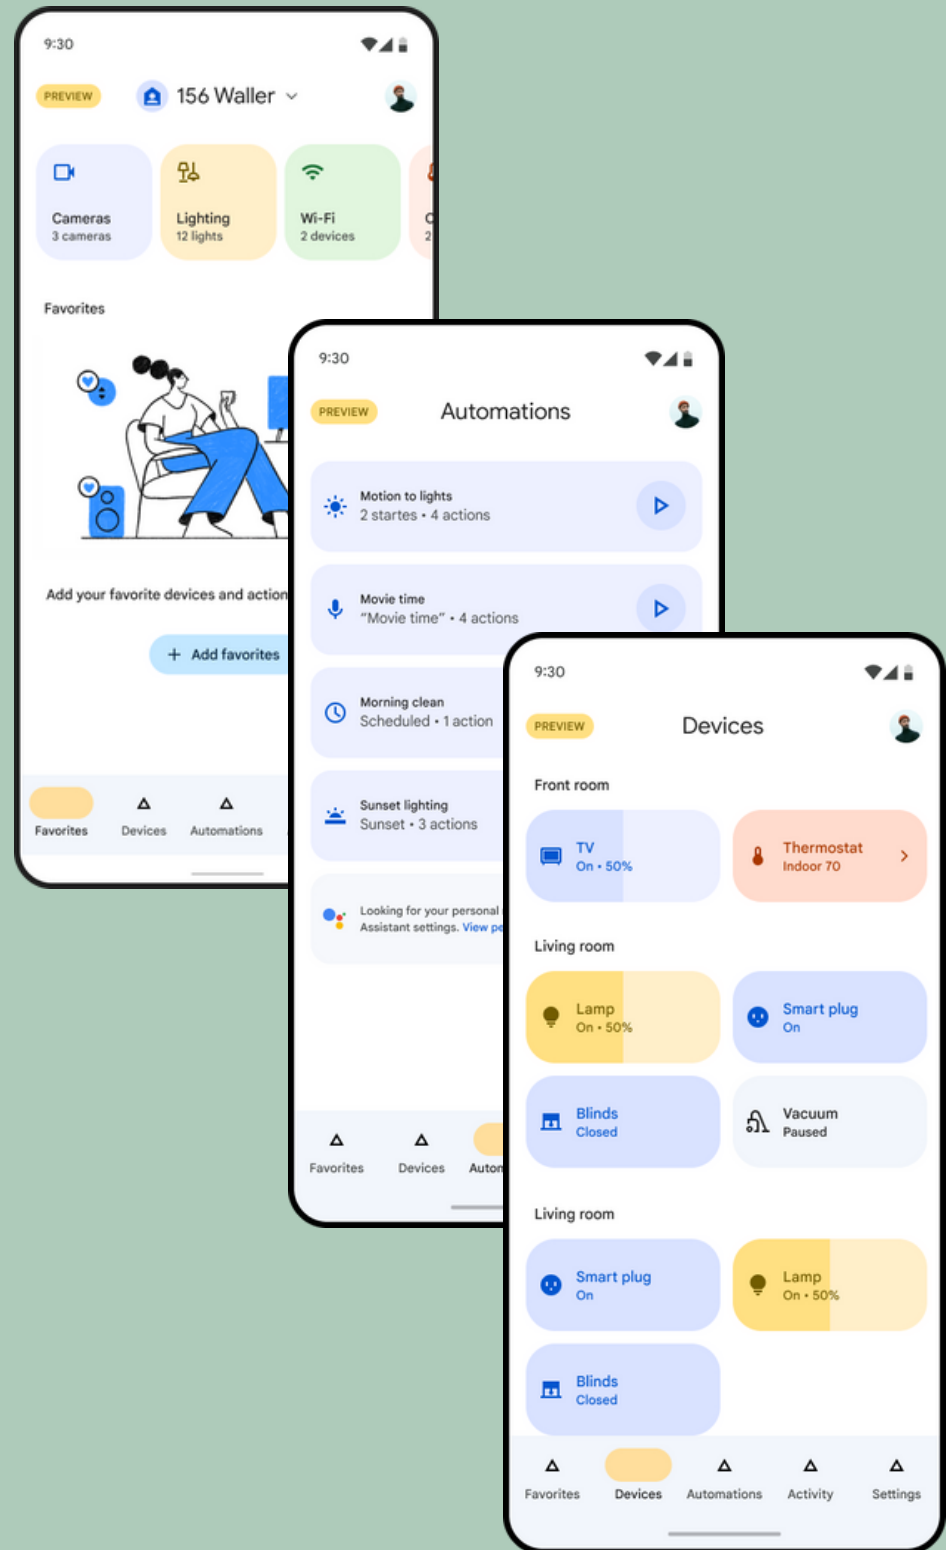 9:30
PREVIEW
156 Waller
Cameras
3 cameras
Lighting
12 lights
Wi-Fi
2 devices
C
2
Favorites
Add your favorite devices and action
+ Add favorites
Favorites
Devices
Automations
9:30
PREVIEW
Automations
Motion to lights
2 startes • 4 actions
Movie time
“Movie time” • 4 actions
Morning clean
Scheduled • 1 action
Sunset lighting
Sunset • 3 actions
Looking for your personal
Assistant settings. View pe
Favorites
Devices
Autom
9:30
PREVIEW
Devices
Front room
TV
On • 50%
Thermostat
Indoor 70
Living room
Lamp
On • 50%
Smart plug
On
Blinds
Closed
Vacuum
Paused
Living room
Smart plug
On
Lamp
On • 50%
Blinds
Closed
Favorites
Devices
Automations
Activity
Settings